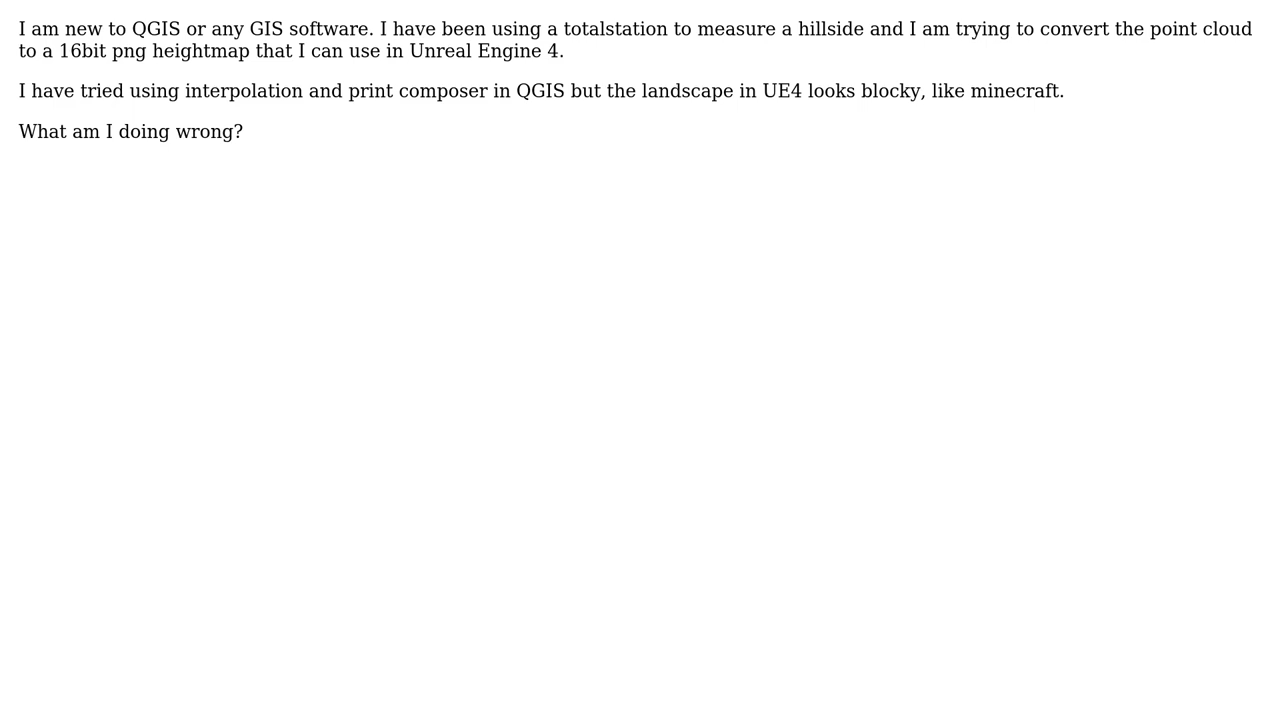 I am new to QGIS or any GIS software. I have been using a totalstation to measure a hillside and I am trying to convert the point cloud
to a 16bit png heightmap that I can use in Unreal Engine 4.
I have tried using interpolation and print composer in QGIS but the landscape in UE4 looks blocky, like minecraft.
What am I doing wrong?